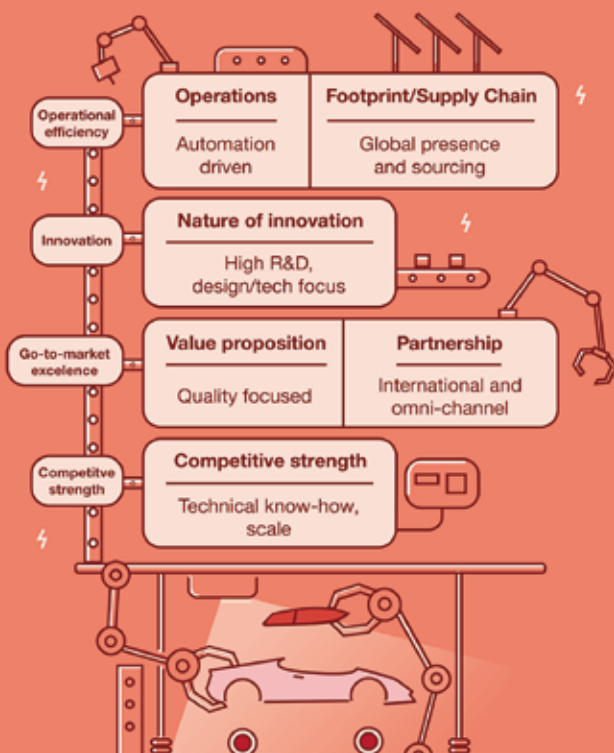 Operational
efficiency
Operations
Automation
driven
Footprint/Supply Chain
Global presence
and sourcing
Innovation
Nature of innovation
High R&D,
design/tech focus
Go-to-market
excelence
Value proposition
Quality focused
Partnership
International and
omni-channel
Competitve
strength
Competitive strength
Technical know-how,
scale